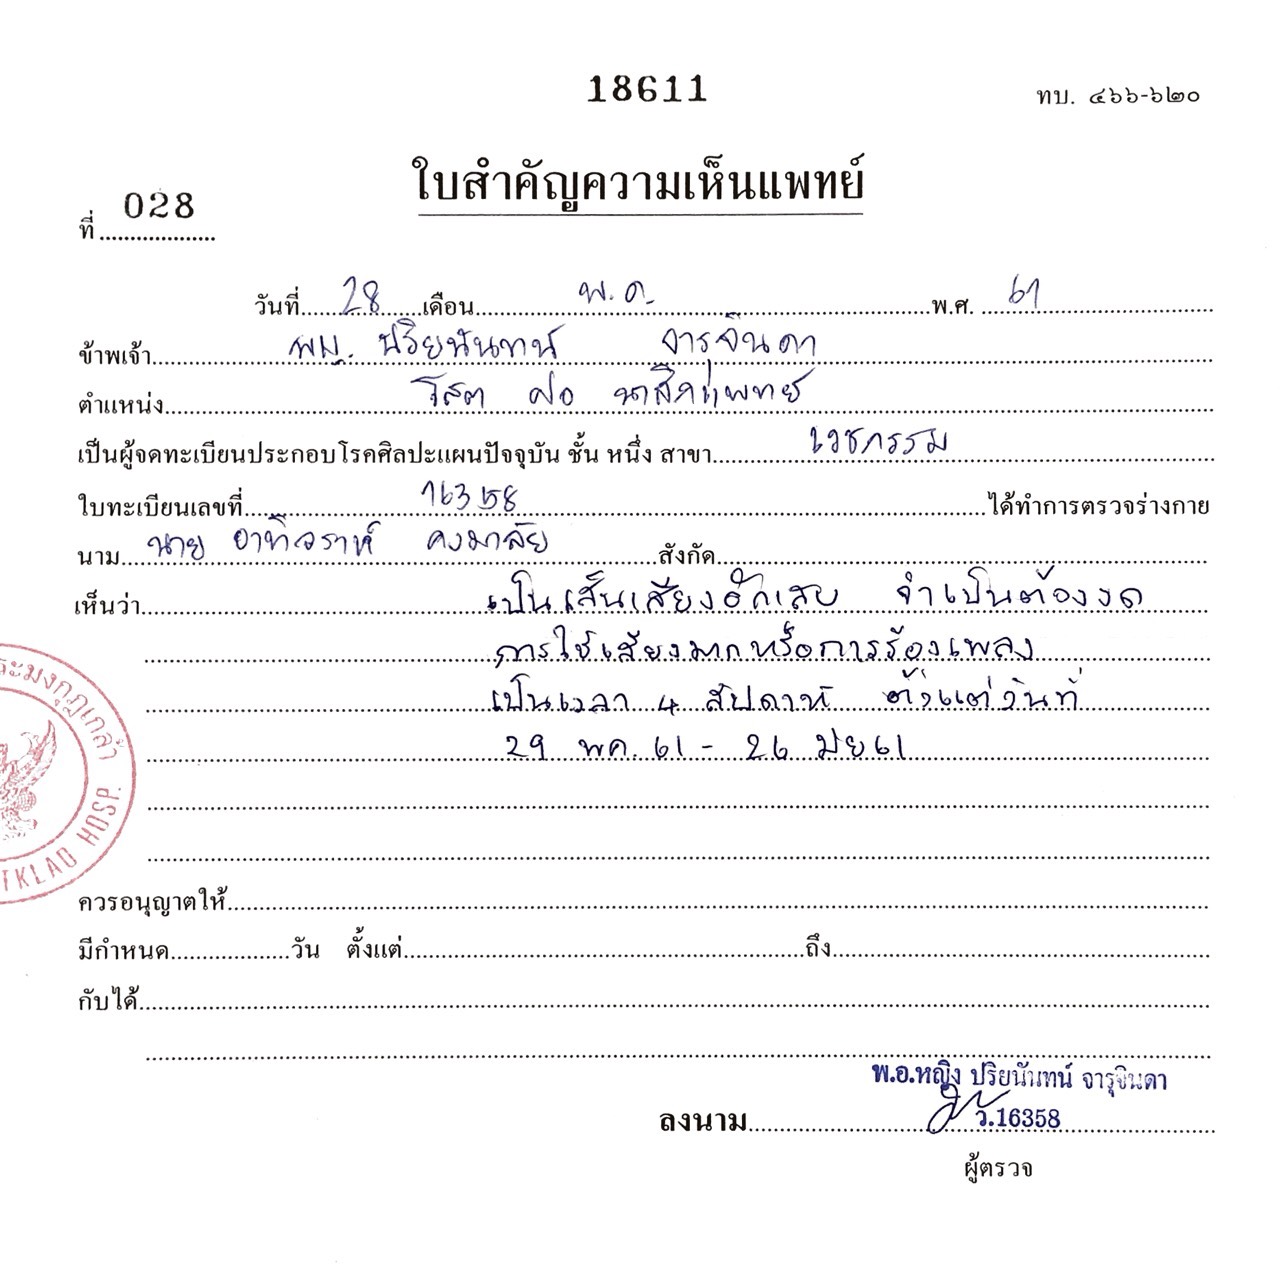 18611
ทบ. ๔๖๖-๖๒๐
ใบสำคัญความเห็นแพทย์
ที่ 028
วันที่ 28 เดือน พ.ค. พ.ศ. 61
ข้าพเจ้า พญ. ปริยนันทน์ จารุจินดา
ตำแหน่ง โสต ศอ นาสิกแพทย์
เป็นผู้จดทะเบียนประกอบโรคศิลปะแผนปัจจุบัน ชั้น หนึ่ง สาขา เวชกรรม
ใบทะเบียนเลขที่ 16358 ได้ทำการตรวจร่างกาย
นาม นาย อาทิวราห์ คงมาลัย สังกัด
เห็นว่า เป็นเส้นเสียงอักเสบ จำเป็นต้องงด
การใช้เสียงมากหรือการร้องเพลง
เป็นเวลา 4 สัปดาห์ ตั้งแต่วันที่
29 พค. 61 - 26 มิย 61
ระมงกุฎเกล้า
TKLAO HOSP.
ควรอนุญาตให้
มีกำหนด วัน ตั้งแต่ ถึง
กับได้
พ.อ.หญิง ปริยนันทน์ จารุจินดา
ลงนาม ว.16358
ผู้ตรวจ